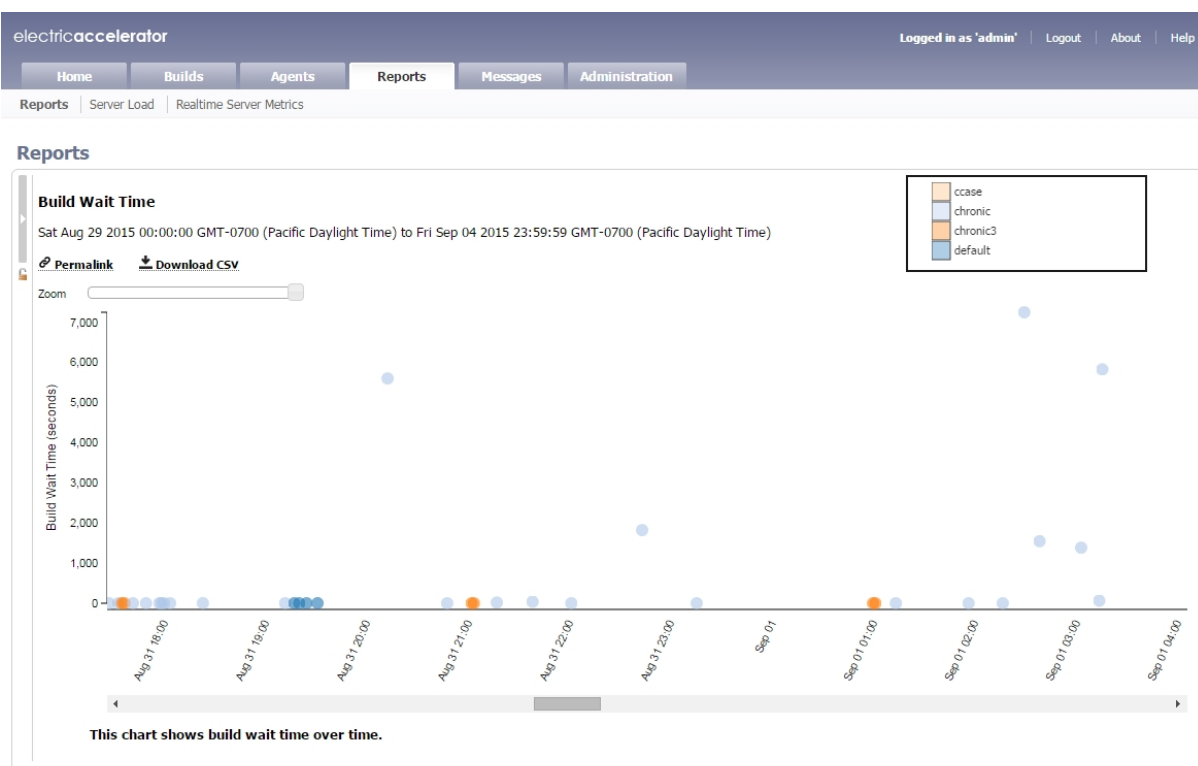 electricaccelerator
Logged in as 'admin' Logout About Help
Home Builds Agents Reports Messages Administration
Reports Server Load Realtime Server Metrics
Reports
Build Wait Time
Sat Aug 29 2015 00:00:00 GMT-0700 (Pacific Daylight Time) to Fri Sep 04 2015 23:59:59 GMT-0700 (Pacific Daylight Time)
Permalink Download CSV
Zoom
ccase
chronic
chronic3
default
Build Wait Time (seconds)
7,000
6,000
5,000
4,000
3,000
2,000
1,000
0
Aug 31 18:00
Aug 31 19:00
Aug 31 20:00
Aug 31 21:00
Aug 31 22:00
Aug 31 23:00
Sep 01
Sep 01 01:00
Sep 01 02:00
Sep 01 03:00
Sep 01 04:00
This chart shows build wait time over time.